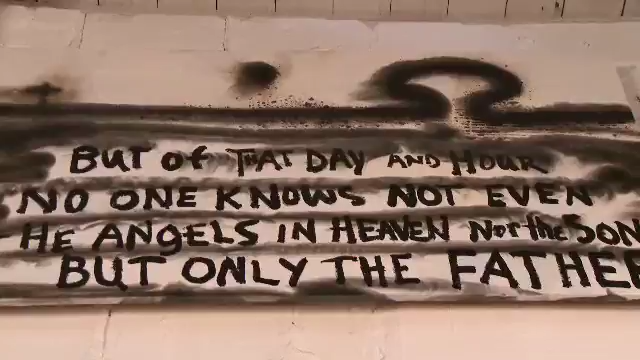 BUT of THAT DAY AND HOUR
NO ONE KNOWS NOT EVEN
HE ANGELS IN HEAVEN Nor the SON
BUT ONLY THE FATHER